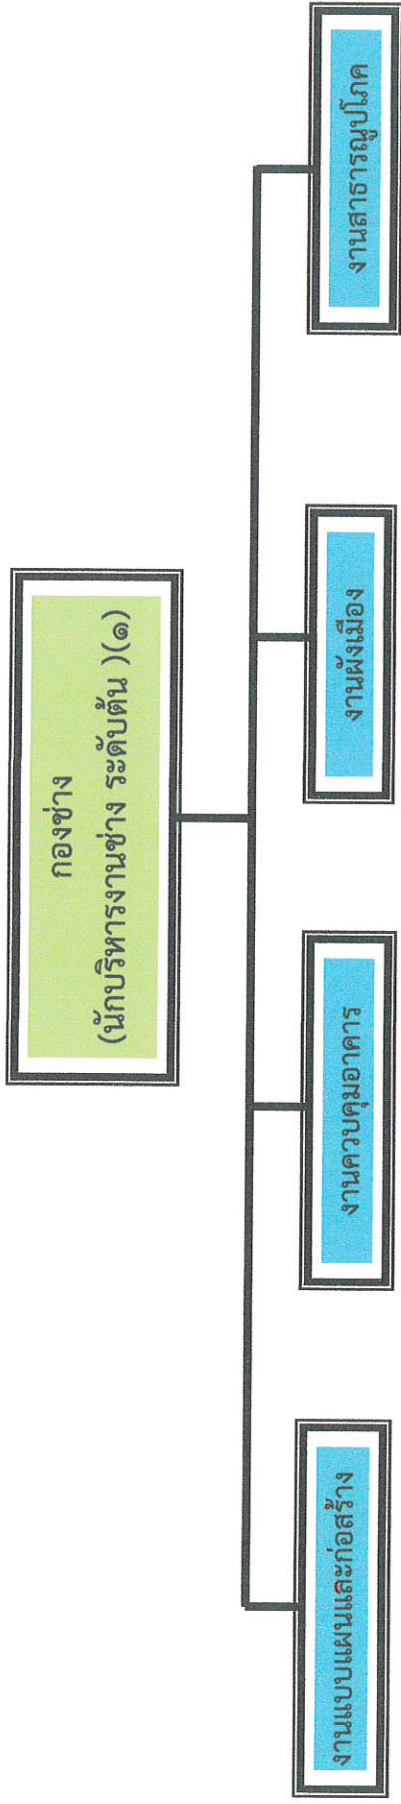 กองช่าง
(นักบริหารงานช่าง ระดับต้น )(๑)
งานแบบแผนและก่อสร้าง
งานควบคุมอาคาร
งานผังเมือง
งานสาธารณูปโภค